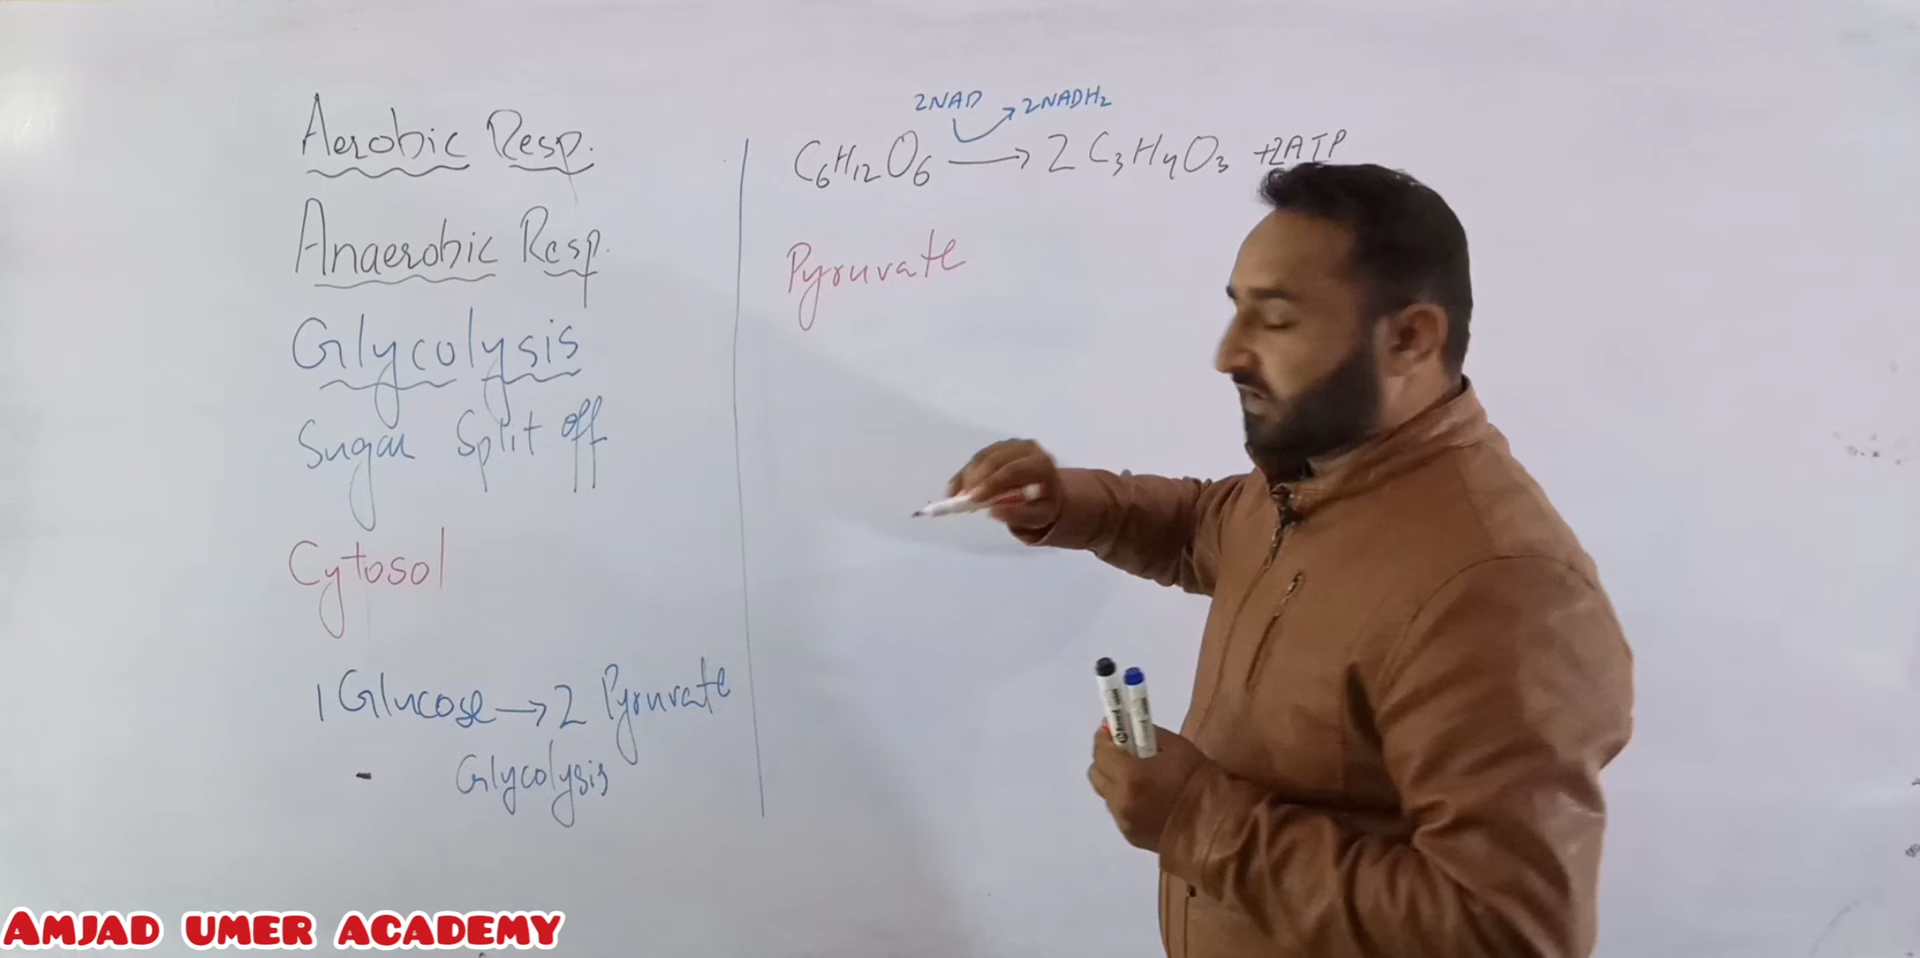 Aerobic Resp.
Anaerobic Resp.
Glycolysis
Sugar Split off
Cytosol
1 Glucose → 2 Pyruvate
- Glycolysis
2NAD → 2NADH₂
C₆H₁₂O₆ → 2 C₃H₄O₃ +2ATP
Pyruvate
AMJAD UMER ACADEMY